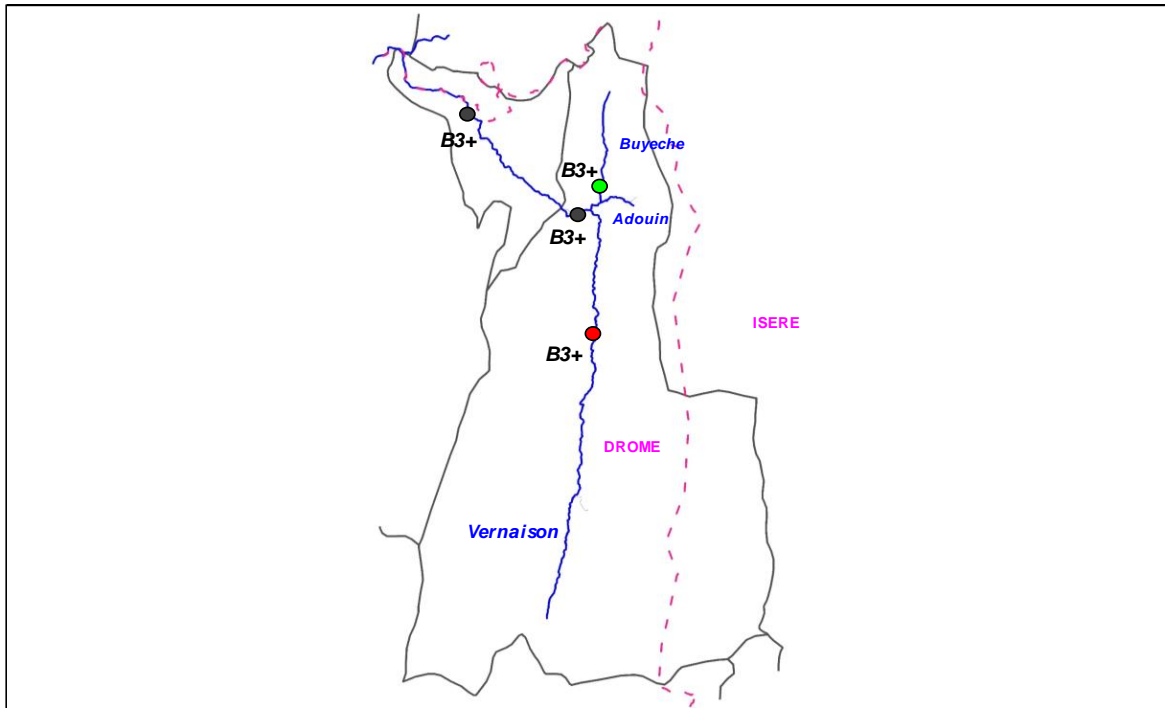 B3+
Buyeche
B3+
Adouin
B3+
ISERE
B3+
DROME
Vernaison